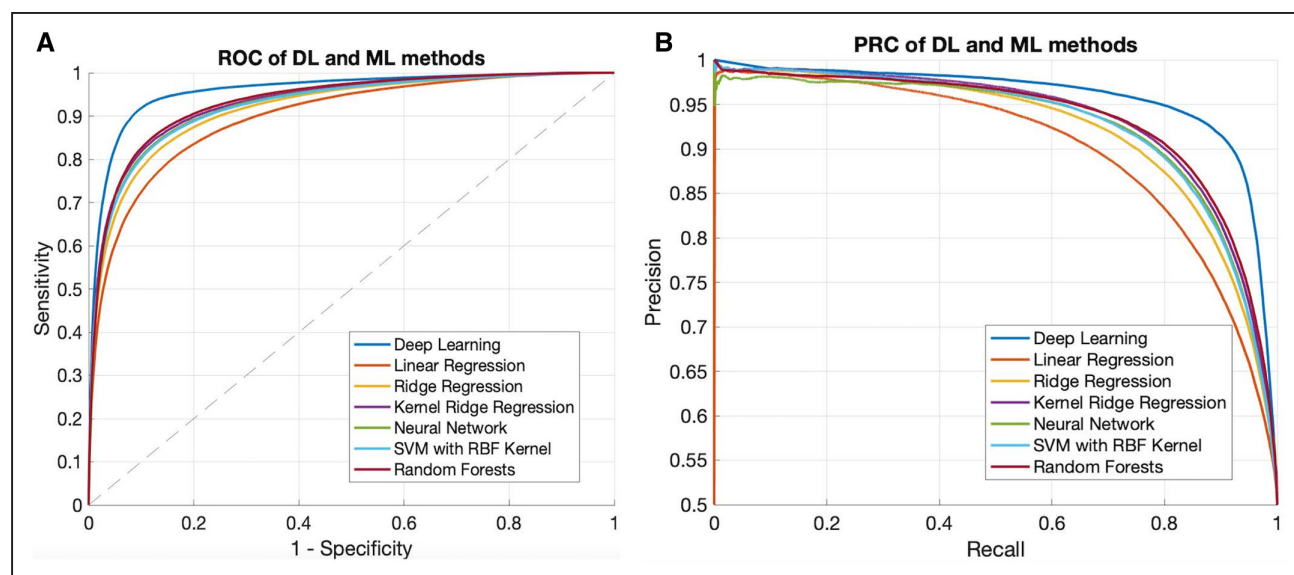 A
ROC of DL and ML methods
1
0.9
0.8
0.7
0.6
0.5
0.4
0.3
0.2
0.1
0
Sensitivity
0
0.2
0.4
0.6
0.8
1
1 - Specificity
Deep Learning
Linear Regression
Ridge Regression
Kernel Ridge Regression
Neural Network
SVM with RBF Kernel
Random Forests
B
PRC of DL and ML methods
1
0.95
0.9
0.85
0.8
0.75
0.7
0.65
0.6
0.55
0.5
Precision
0
0.2
0.4
0.6
0.8
1
Recall
Deep Learning
Linear Regression
Ridge Regression
Kernel Ridge Regression
Neural Network
SVM with RBF Kernel
Random Forests